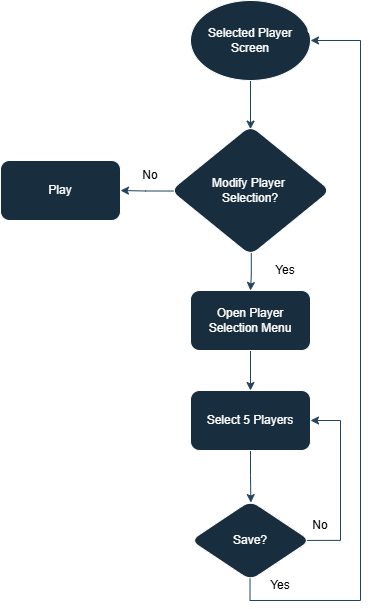 Selected Player
Screen
Modify Player
Selection?
No
Play
Yes
Open Player
Selection Menu
Select 5 Players
Save?
No
Yes